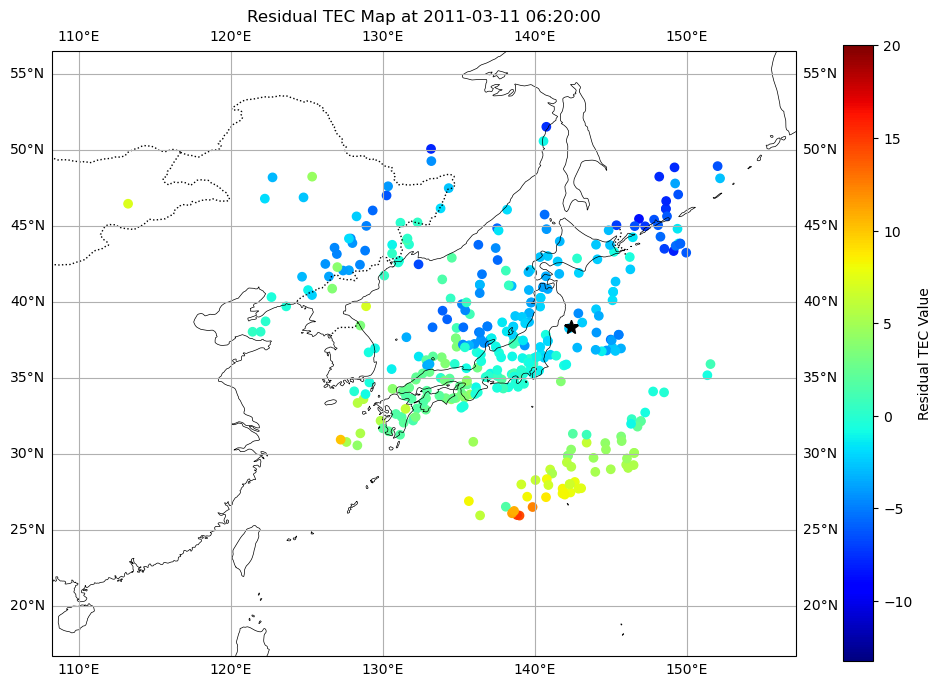 Residual TEC Map at 2011-03-11 06:20:00
110°E 120°E 130°E 140°E 150°E
55°N 55°N
50°N 50°N
45°N 45°N
40°N 40°N
35°N 35°N
30°N 30°N
25°N 25°N
20°N 20°N
110°E 120°E 130°E 140°E 150°E
20
15
10
5
0
−5
−10
Residual TEC Value